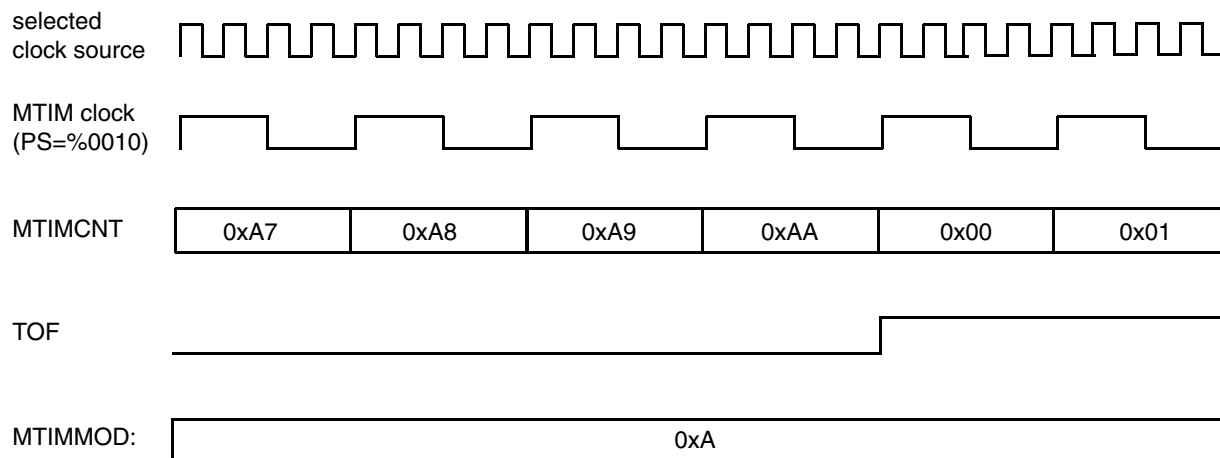 selected
clock source
MTIM clock
(PS=%0010)
MTIMCNT
0xA7
0xA8
0xA9
0xAA
0x00
0x01
TOF
MTIMMOD:
0xA